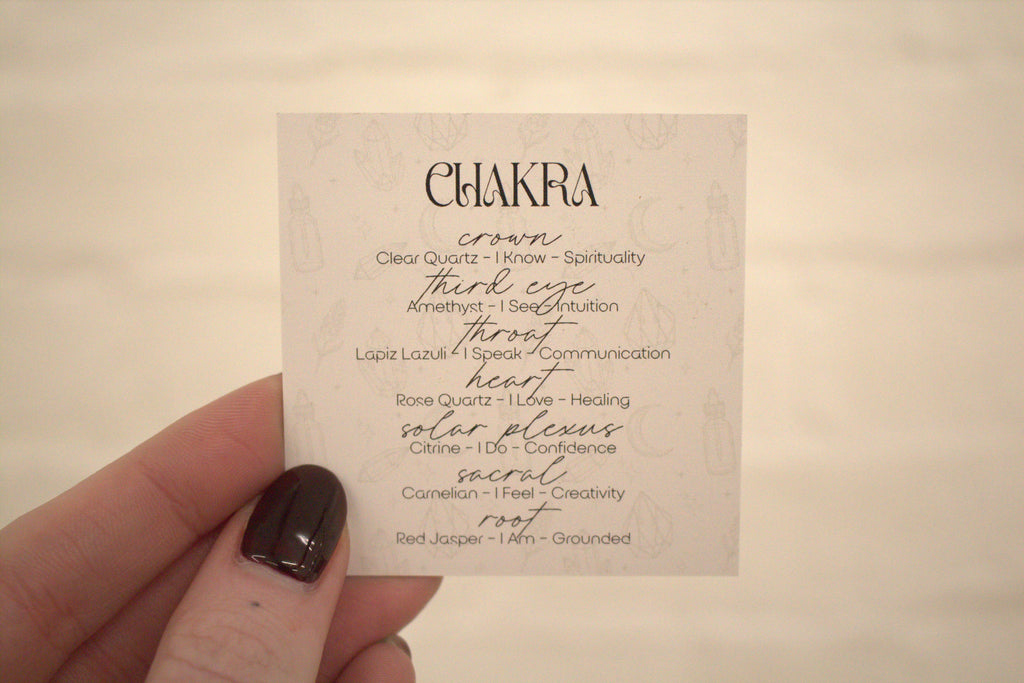 CHAKRA
crown
Clear Quartz - I Know - Spirituality
third eye
Amethyst - I See - Intuition
throat
Lapiz Lazuli - I Speak - Communication
heart
Rose Quartz - I Love - Healing
solar plexus
Citrine - I Do - Confidence
sacral
Carnelian - I Feel - Creativity
root
Red Jasper - I Am - Grounded